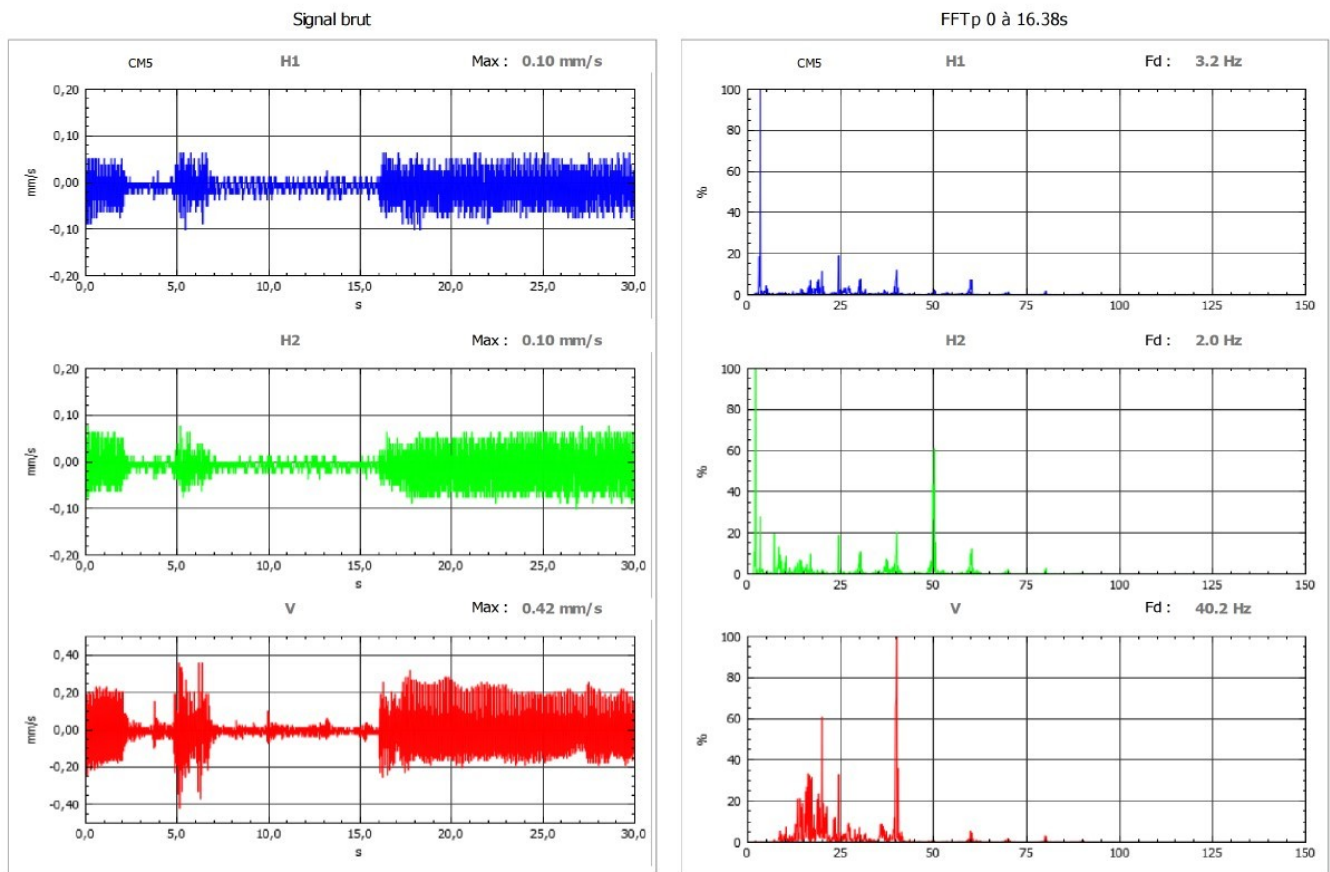 Signal brut
FFTp 0 à 16.38s
CM5 H1 Max : 0.10 mm/s
0,20
0,10
0,00
-0,10
-0,20
mm/s
0,0 5,0 10,0 15,0 20,0 25,0 30,0
s
H2 Max : 0.10 mm/s
0,20
0,10
0,00
-0,10
-0,20
mm/s
0,0 5,0 10,0 15,0 20,0 25,0 30,0
s
V Max : 0.42 mm/s
0,40
0,20
0,00
-0,20
-0,40
mm/s
0,0 5,0 10,0 15,0 20,0 25,0 30,0
s
CM5 H1 Fd : 3.2 Hz
100
80
60
40
20
0
%
0 25 50 75 100 125 150
H2 Fd : 2.0 Hz
100
80
60
40
20
0
%
0 25 50 75 100 125 150
V Fd : 40.2 Hz
100
80
60
40
20
0
%
0 25 50 75 100 125 150